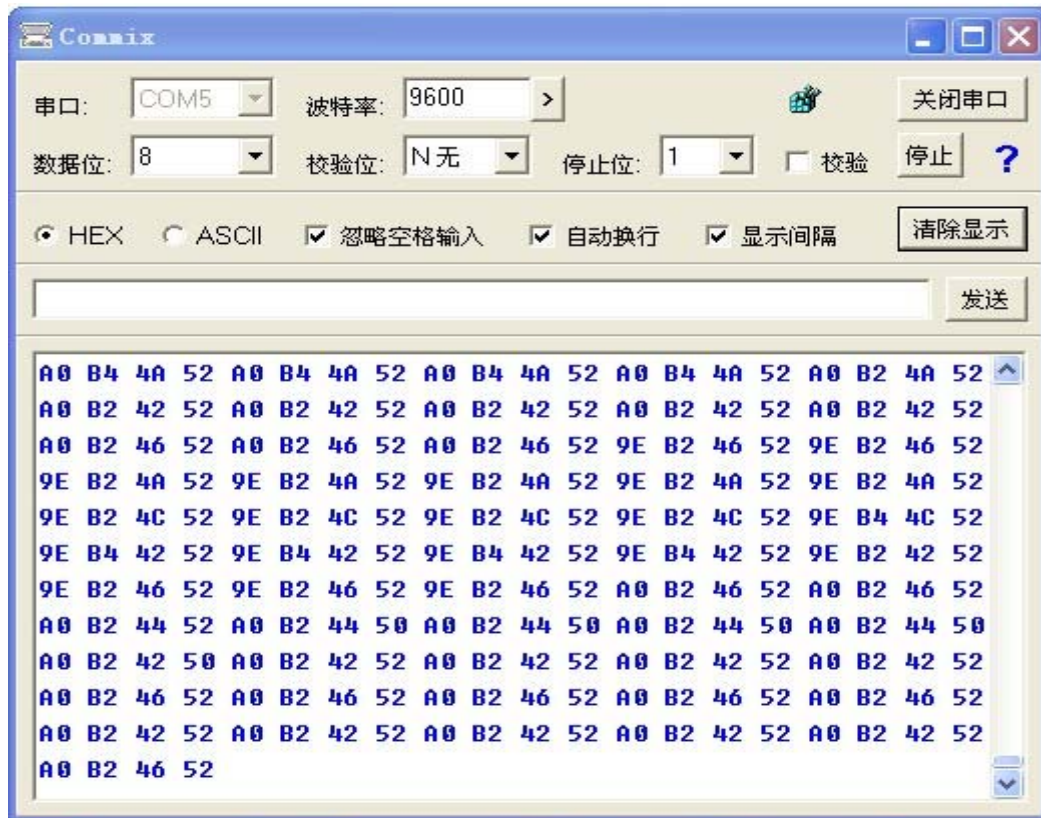 Commix
串口: COM5 波特率: 9600 > 关闭串口
数据位: 8 校验位: N 无 停止位: 1 校验 停止 ?
HEX ASCII 忽略空格输入 自动换行 显示间隔 清除显示
发送
A0 B4 4A 52 A0 B4 4A 52 A0 B4 4A 52 A0 B4 4A 52 A0 B2 4A 52
A0 B2 42 52 A0 B2 42 52 A0 B2 42 52 A0 B2 42 52 A0 B2 42 52
A0 B2 46 52 A0 B2 46 52 A0 B2 46 52 9E B2 46 52 9E B2 46 52
9E B2 4A 52 9E B2 4A 52 9E B2 4A 52 9E B2 4A 52 9E B2 4A 52
9E B2 4C 52 9E B2 4C 52 9E B2 4C 52 9E B2 4C 52 9E B4 4C 52
9E B4 42 52 9E B4 42 52 9E B4 42 52 9E B4 42 52 9E B2 42 52
9E B2 46 52 9E B2 46 52 9E B2 46 52 A0 B2 46 52 A0 B2 46 52
A0 B2 44 52 A0 B2 44 50 A0 B2 44 50 A0 B2 44 50 A0 B2 44 50
A0 B2 42 50 A0 B2 42 52 A0 B2 42 52 A0 B2 42 52 A0 B2 42 52
A0 B2 46 52 A0 B2 46 52 A0 B2 46 52 A0 B2 46 52 A0 B2 46 52
A0 B2 42 52 A0 B2 42 52 A0 B2 42 52 A0 B2 42 52 A0 B2 42 52
A0 B2 46 52